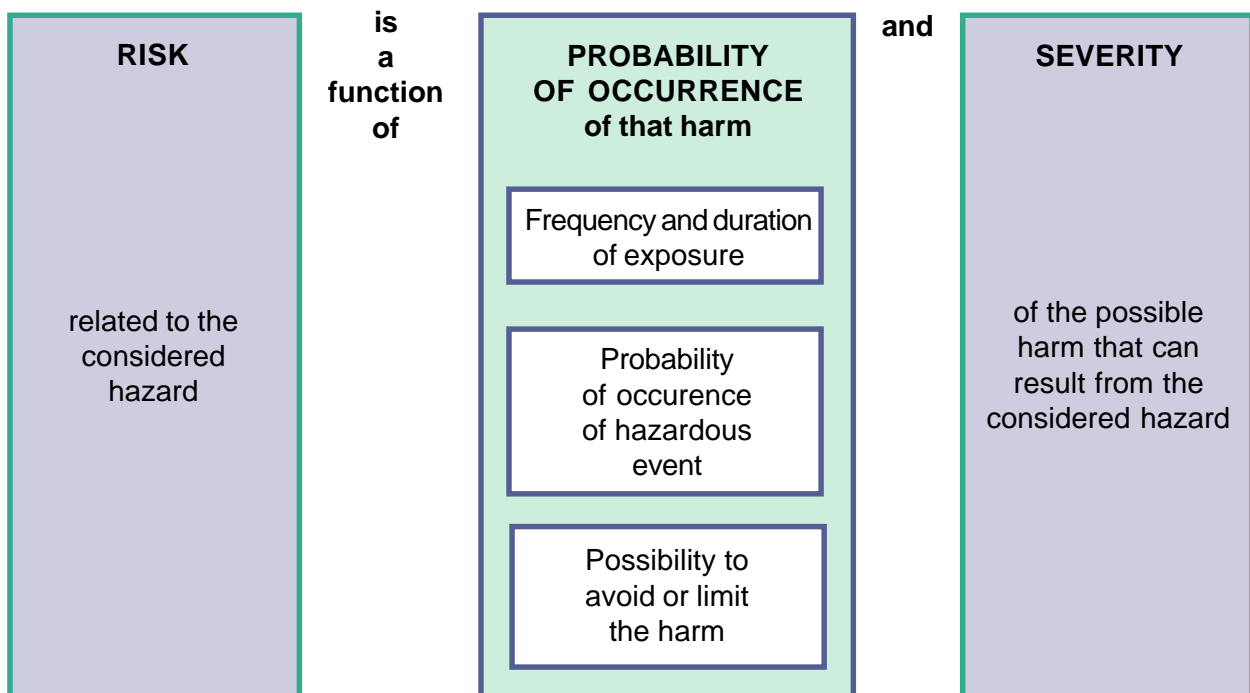 RISK
related to the
considered
hazard
is
a
function
of
PROBABILITY
OF OCCURRENCE
of that harm
Frequency and duration
of exposure
Probability
of occurence
of hazardous
event
Possibility to
avoid or limit
the harm
and
SEVERITY
of the possible
harm that can
result from the
considered hazard